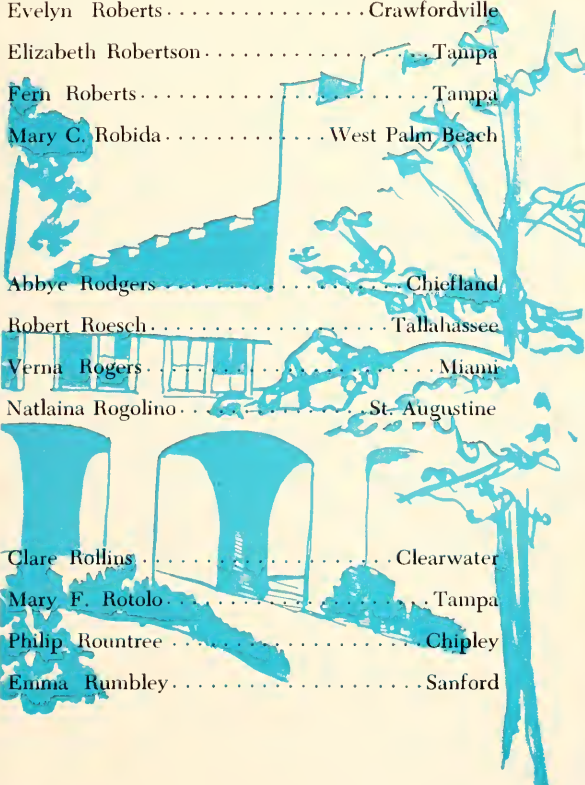 Evelyn Roberts . . . . . . . . . . . . . . . . . . Crawfordville
Elizabeth Robertson . . . . . . . . . . . . . . . . . . . . Tampa
Fern Roberts . . . . . . . . . . . . . . . . . . . . . . . . . . Tampa
Mary C. Robida . . . . . . . . . . . . . . . West Palm Beach
Abbye Rodgers . . . . . . . . . . . . . . . . . . . . . . Chiefland
Robert Roesch . . . . . . . . . . . . . . . . . . . . . Tallahassee
Verna Rogers . . . . . . . . . . . . . . . . . . . . . . . . . . Miami
Natlaina Rogolino . . . . . . . . . . . . . . . . St. Augustine
Clare Rollins . . . . . . . . . . . . . . . . . . . . . . . Clearwater
Mary F. Rotolo . . . . . . . . . . . . . . . . . . . . . . . Tampa
Philip Rountree . . . . . . . . . . . . . . . . . . . . . . Chipley
Emma Rumbley . . . . . . . . . . . . . . . . . . . . . . Sanford